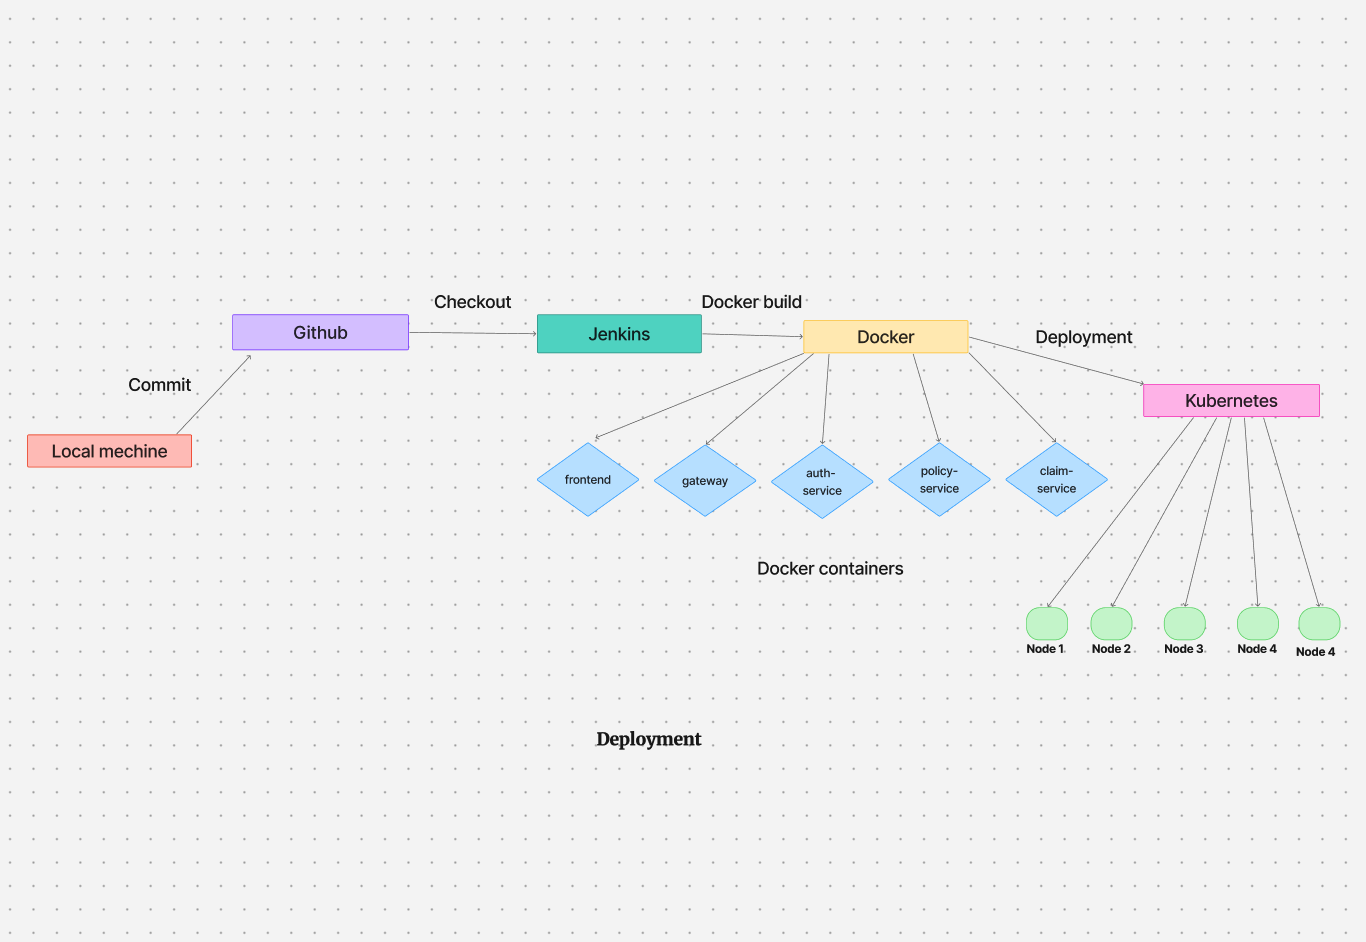 Checkout
Docker build
Github
Jenkins
Docker
Deployment
Commit
Kubernetes
Local mechine
frontend
gateway
auth-
service
policy-
service
claim-
service
Docker containers
Node 1
Node 2
Node 3
Node 4
Node 4
Deployment